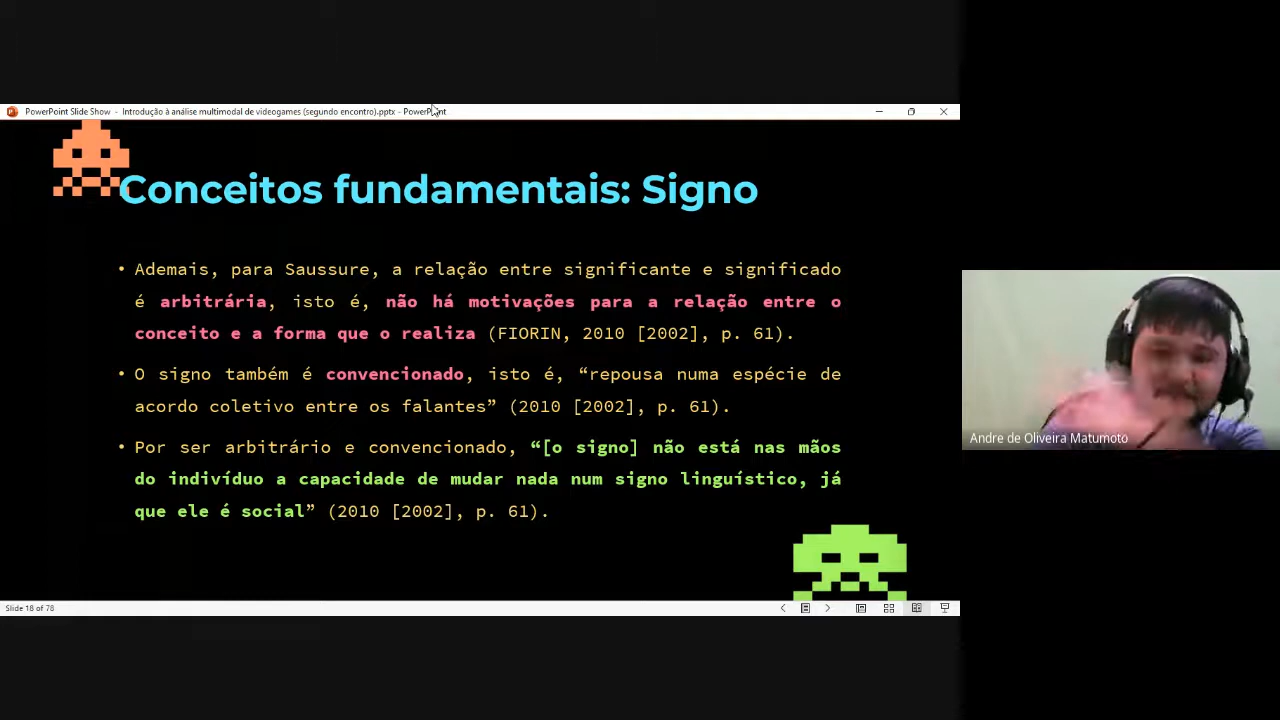 PowerPoint Slide Show - Introdução à análise multimodal de videogames (segundo encontro).pptx - PowerPoint
Conceitos fundamentais: Signo
• Ademais, para Saussure, a relação entre significante e significado
é arbitrária, isto é, não há motivações para a relação entre o
conceito e a forma que o realiza (FIORIN, 2010 [2002], p. 61).
• O signo também é convencionado, isto é, “repousa numa espécie de
acordo coletivo entre os falantes” (2010 [2002], p. 61).
• Por ser arbitrário e convencionado, “[o signo] não está nas mãos
do indivíduo a capacidade de mudar nada num signo linguístico, já
que ele é social” (2010 [2002], p. 61).
Andre de Oliveira Matumoto
Slide 18 of 78